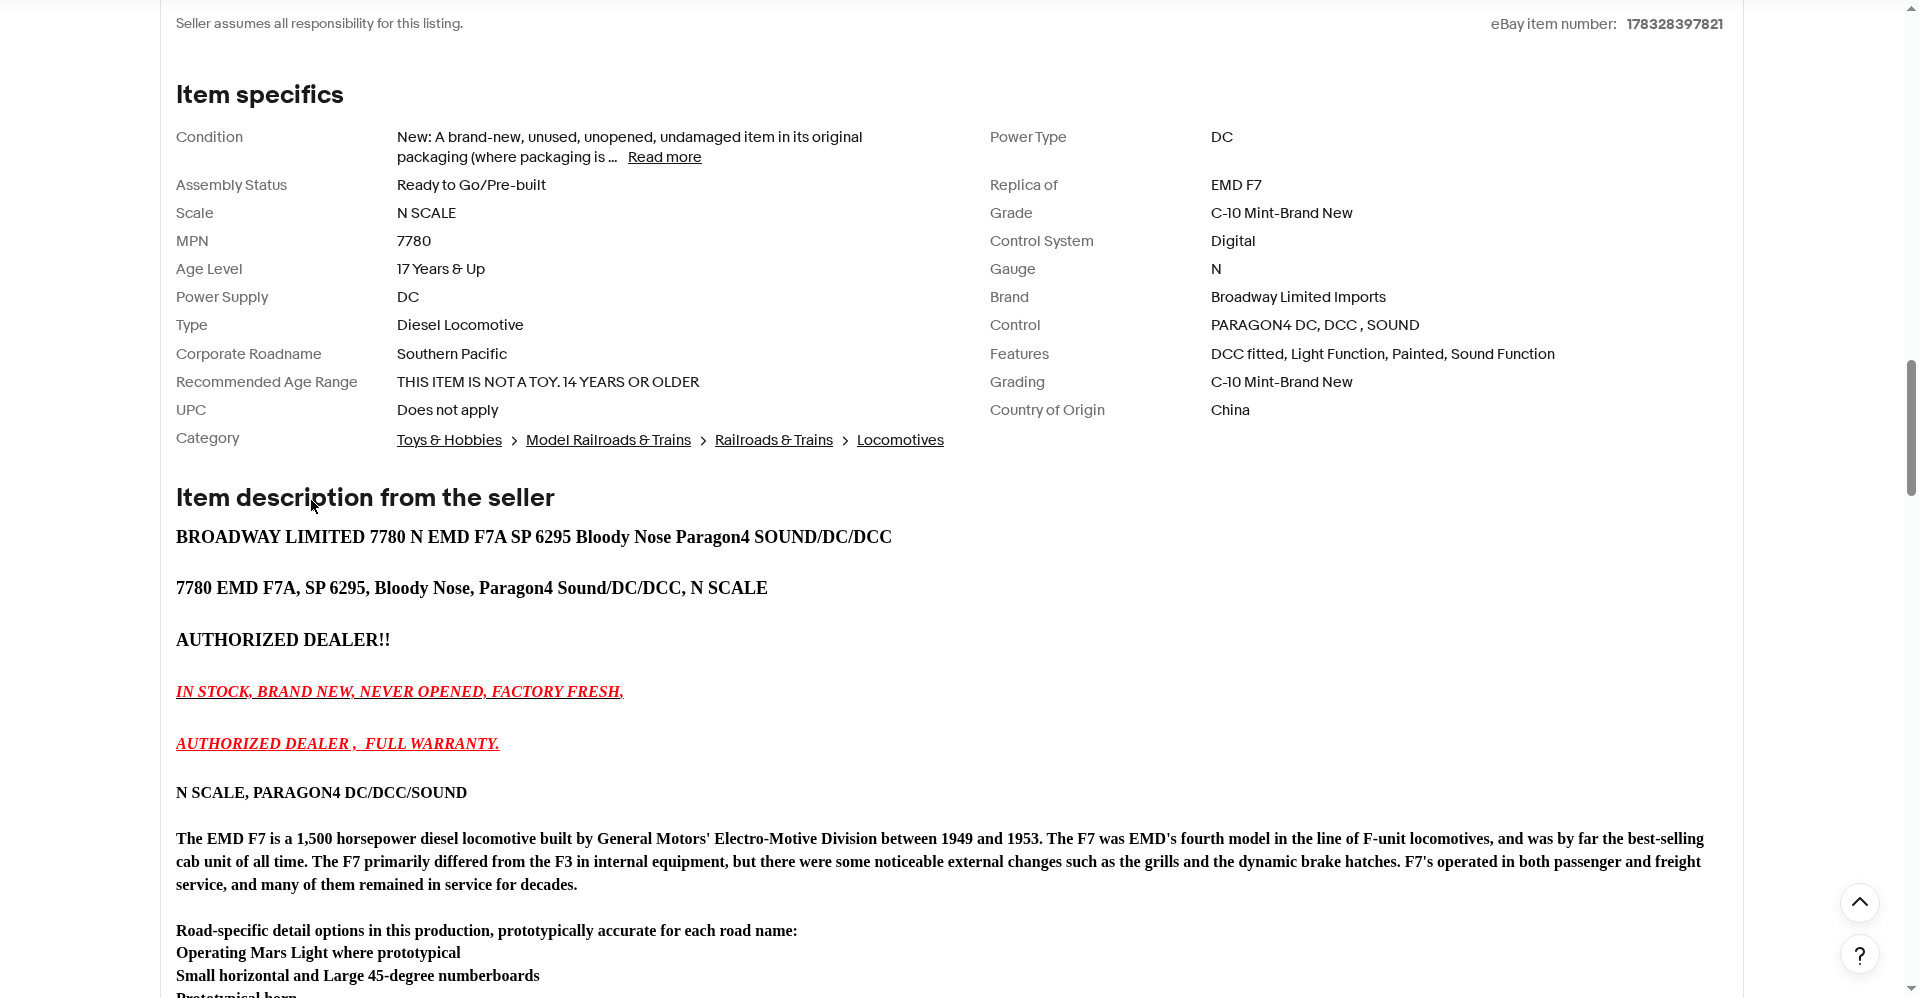 Seller assumes all responsibility for this listing.
eBay item number: 178328397821
Item specifics
Condition
New: A brand-new, unused, unopened, undamaged item in its original
packaging (where packaging is ... Read more
Power Type
DC
Assembly Status
Ready to Go/Pre-built
Replica of
EMD F7
Scale
N SCALE
Grade
C-10 Mint-Brand New
MPN
7780
Control System
Digital
Age Level
17 Years & Up
Gauge
N
Power Supply
DC
Brand
Broadway Limited Imports
Type
Diesel Locomotive
Control
PARAGON4 DC, DCC , SOUND
Corporate Roadname
Southern Pacific
Features
DCC fitted, Light Function, Painted, Sound Function
Recommended Age Range
THIS ITEM IS NOT A TOY. 14 YEARS OR OLDER
Grading
C-10 Mint-Brand New
UPC
Does not apply
Country of Origin
China
Category
Toys & Hobbies > Model Railroads & Trains > Railroads & Trains > Locomotives
Item description from the seller
BROADWAY LIMITED 7780 N EMD F7A SP 6295 Bloody Nose Paragon4 SOUND/DC/DCC
7780 EMD F7A, SP 6295, Bloody Nose, Paragon4 Sound/DC/DCC, N SCALE
AUTHORIZED DEALER!!
IN STOCK, BRAND NEW, NEVER OPENED, FACTORY FRESH,
AUTHORIZED DEALER , FULL WARRANTY.
N SCALE, PARAGON4 DC/DCC/SOUND
The EMD F7 is a 1,500 horsepower diesel locomotive built by General Motors' Electro-Motive Division between 1949 and 1953. The F7 was EMD's fourth model in the line of F-unit locomotives, and was by far the best-selling
cab unit of all time. The F7 primarily differed from the F3 in internal equipment, but there were some noticeable external changes such as the grills and the dynamic brake hatches. F7's operated in both passenger and freight
service, and many of them remained in service for decades.
Road-specific detail options in this production, prototypically accurate for each road name:
Operating Mars Light where prototypical
Small horizontal and Large 45-degree numberboards
Prototypical horn